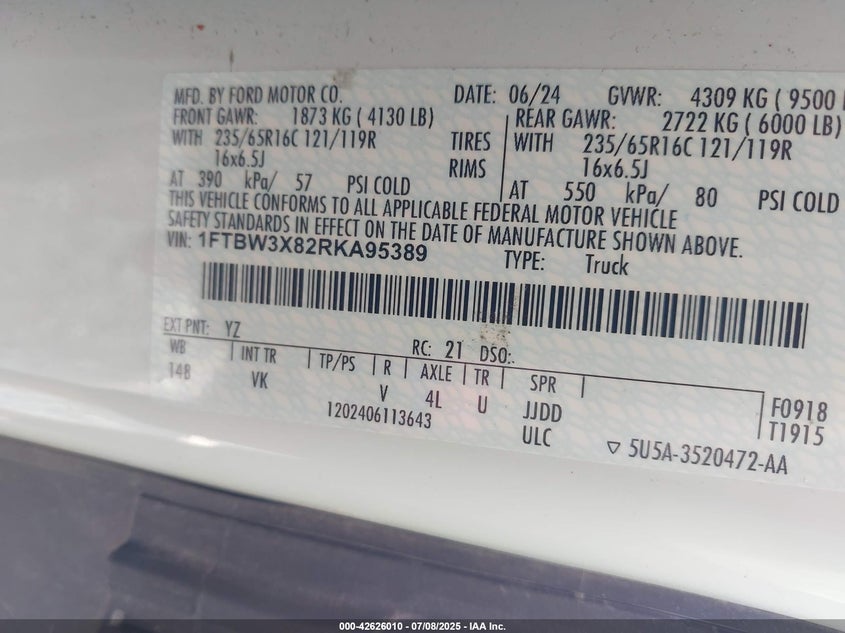 MFD. BY FORD MOTOR CO. DATE: 06/24 GVWR: 4309 KG ( 9500
FRONT GAWR: 1873 KG ( 4130 LB) REAR GAWR: 2722 KG ( 6000 LB)
WITH 235/65R16C 121/119R TIRES WITH 235/65R16C 121/119R
16x6.5J RIMS 16x6.5J
AT 390 kPa/ 57 PSI COLD AT 550 kPa/ 80 PSI COLD
THIS VEHICLE CONFORMS TO ALL APPLICABLE FEDERAL MOTOR VEHICLE
SAFETY STANDARDS IN EFFECT ON THE DATE OF MANUFACTURE SHOWN ABOVE.
VIN: 1FTBW3X82RKA95389 TYPE: Truck
EXT PNT: YZ RC: 21 DSO:
WB INT TR TP/PS R AXLE TR SPR
148 VK V 4L U JJDD F0918
1202406113643 ULC T1915
▽ 5U5A-3520472-AA
000-42626010 - 07/08/2025 - IAA Inc.